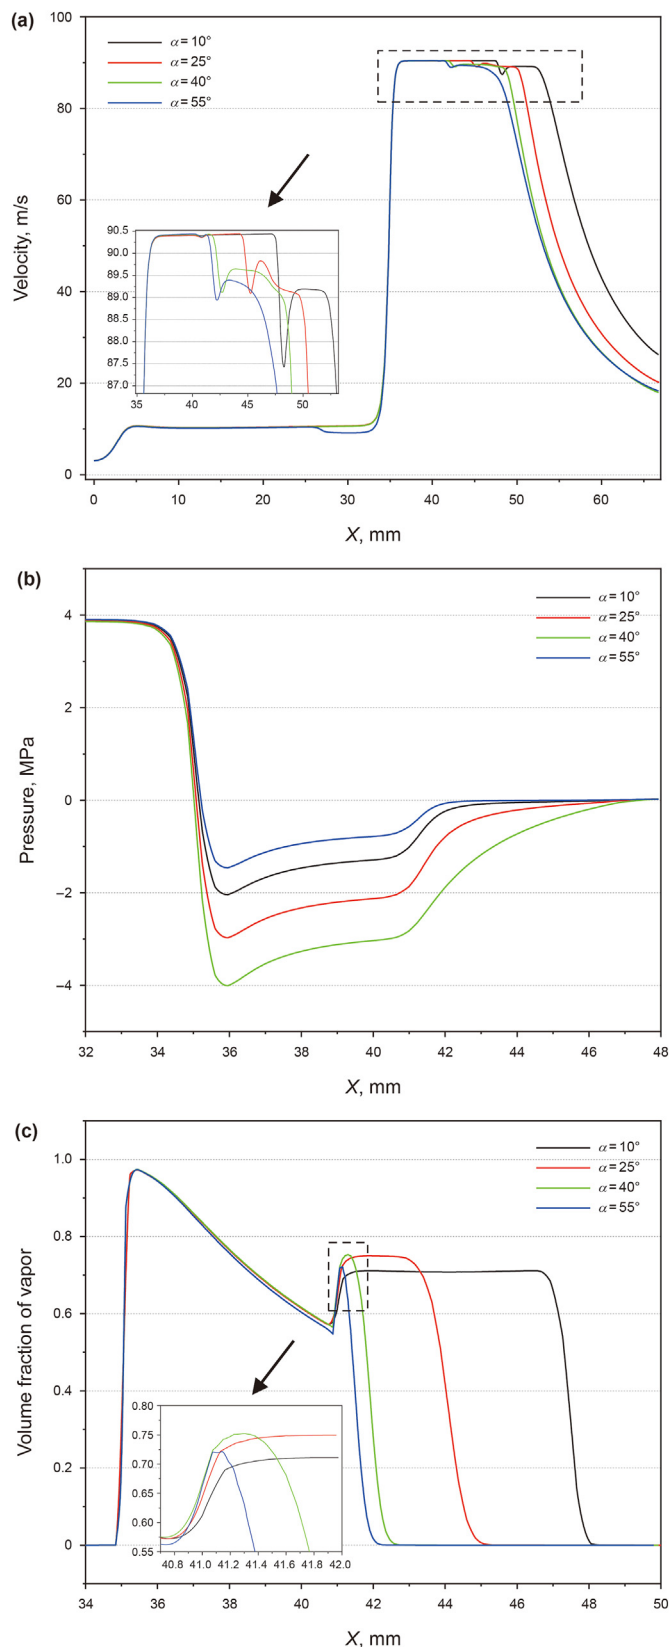 (a)
100
80
60
40
20
0
Velocity, m/s
α = 10°
α = 25°
α = 40°
α = 55°
90.5
90.0
89.5
89.0
88.5
88.0
87.5
87.0
35 40 45 50
0 10 20 30 40 50 60
X, mm
(b)
4
2
0
–2
–4
Pressure, MPa
α = 10°
α = 25°
α = 40°
α = 55°
32 34 36 38 40 42 44 46 48
X, mm
(c)
1.0
0.8
0.6
0.4
0.2
0
Volume fraction of vapor
α = 10°
α = 25°
α = 40°
α = 55°
0.80
0.75
0.70
0.65
0.60
0.55
40.8 41.0 41.2 41.4 41.6 41.8 42.0
34 36 38 40 42 44 46 48 50
X, mm